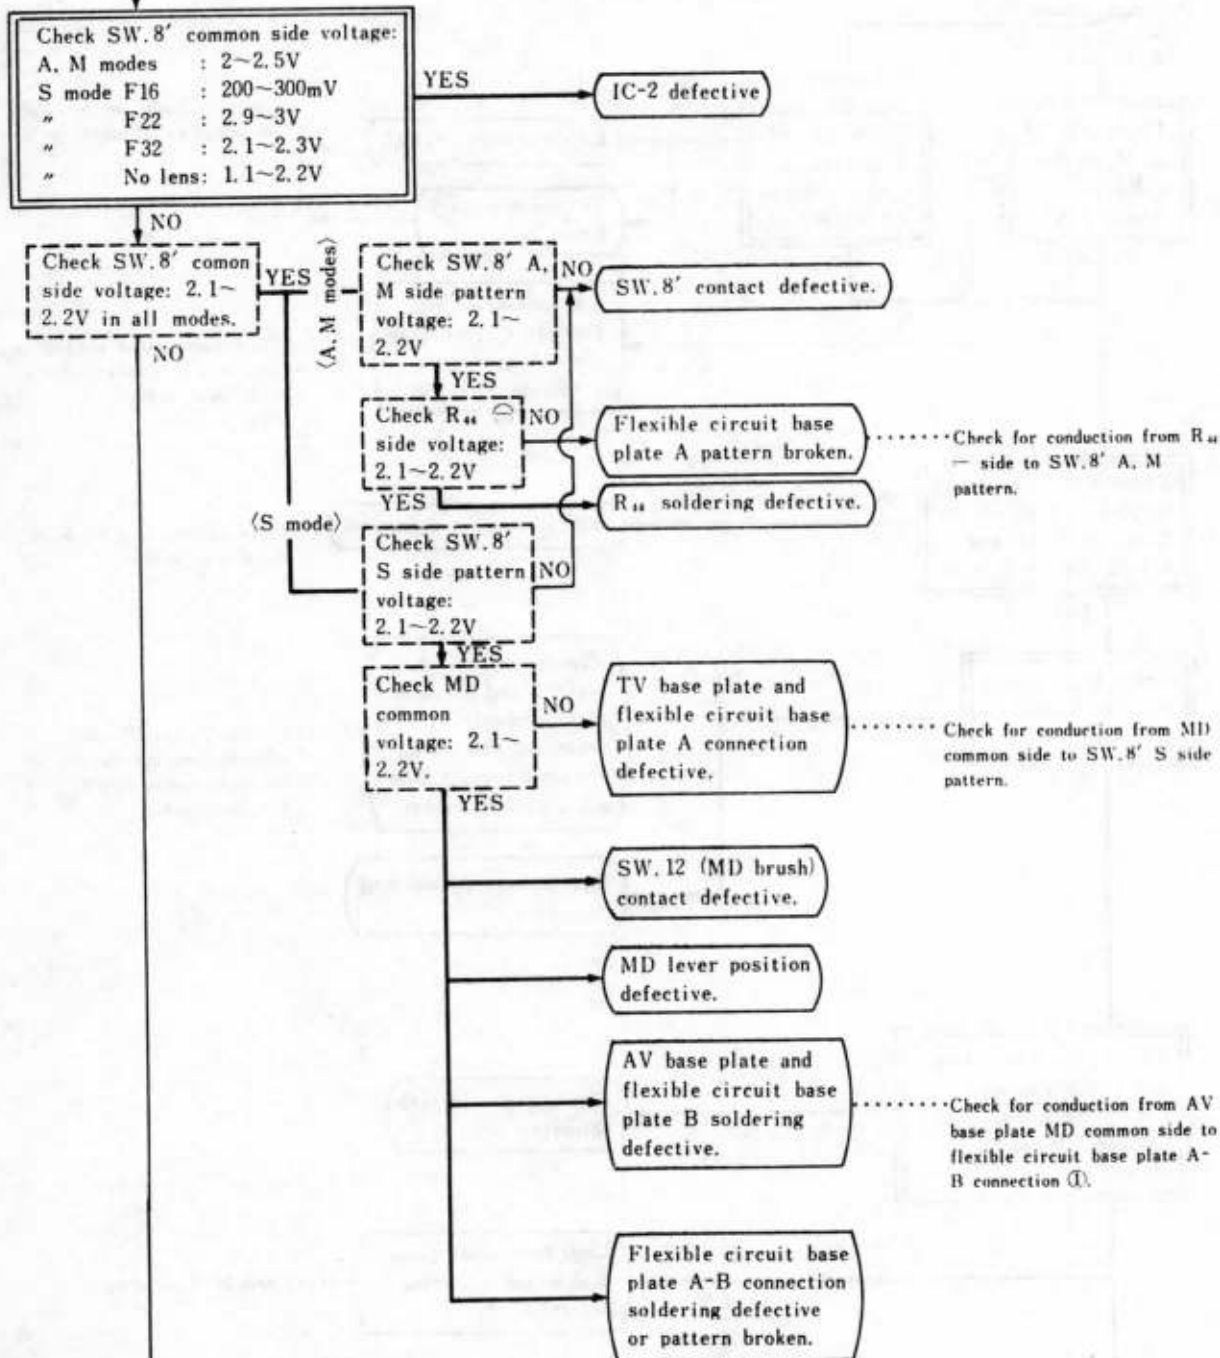 Check SW.8′ common side voltage:
A, M modes : 2~2.5V
S mode F16 : 200~300mV
〃 F22 : 2.9~3V
〃 F32 : 2.1~2.3V
〃 No lens: 1.1~2.2V
YES
IC-2 defective
NO
Check SW.8′ comon
side voltage: 2.1~
2.2V in all modes.
YES
NO
〈A, M modes〉
Check SW.8′ A,
M side pattern
voltage: 2.1~
2.2V
NO
SW.8′ contact defective.
YES
Check R₄₄ ⊖
side voltage:
2.1~2.2V
NO
Flexible circuit base
plate A pattern broken.
Check for conduction from R₄₄
— side to SW.8′ A, M
pattern.
YES
R₄₄ soldering defective.
〈S mode〉
Check SW.8′
S side pattern
voltage:
2.1~2.2V
NO
YES
Check MD
common
voltage: 2.1~
2.2V.
NO
TV base plate and
flexible circuit base
plate A connection
defective.
Check for conduction from MD
common side to SW.8′ S side
pattern.
YES
SW.12 (MD brush)
contact defective.
MD lever position
defective.
AV base plate and
flexible circuit base
plate B soldering
defective.
Check for conduction from AV
base plate MD common side to
flexible circuit base plate A-
B connection ①.
Flexible circuit base
plate A-B connection
soldering defective
or pattern broken.